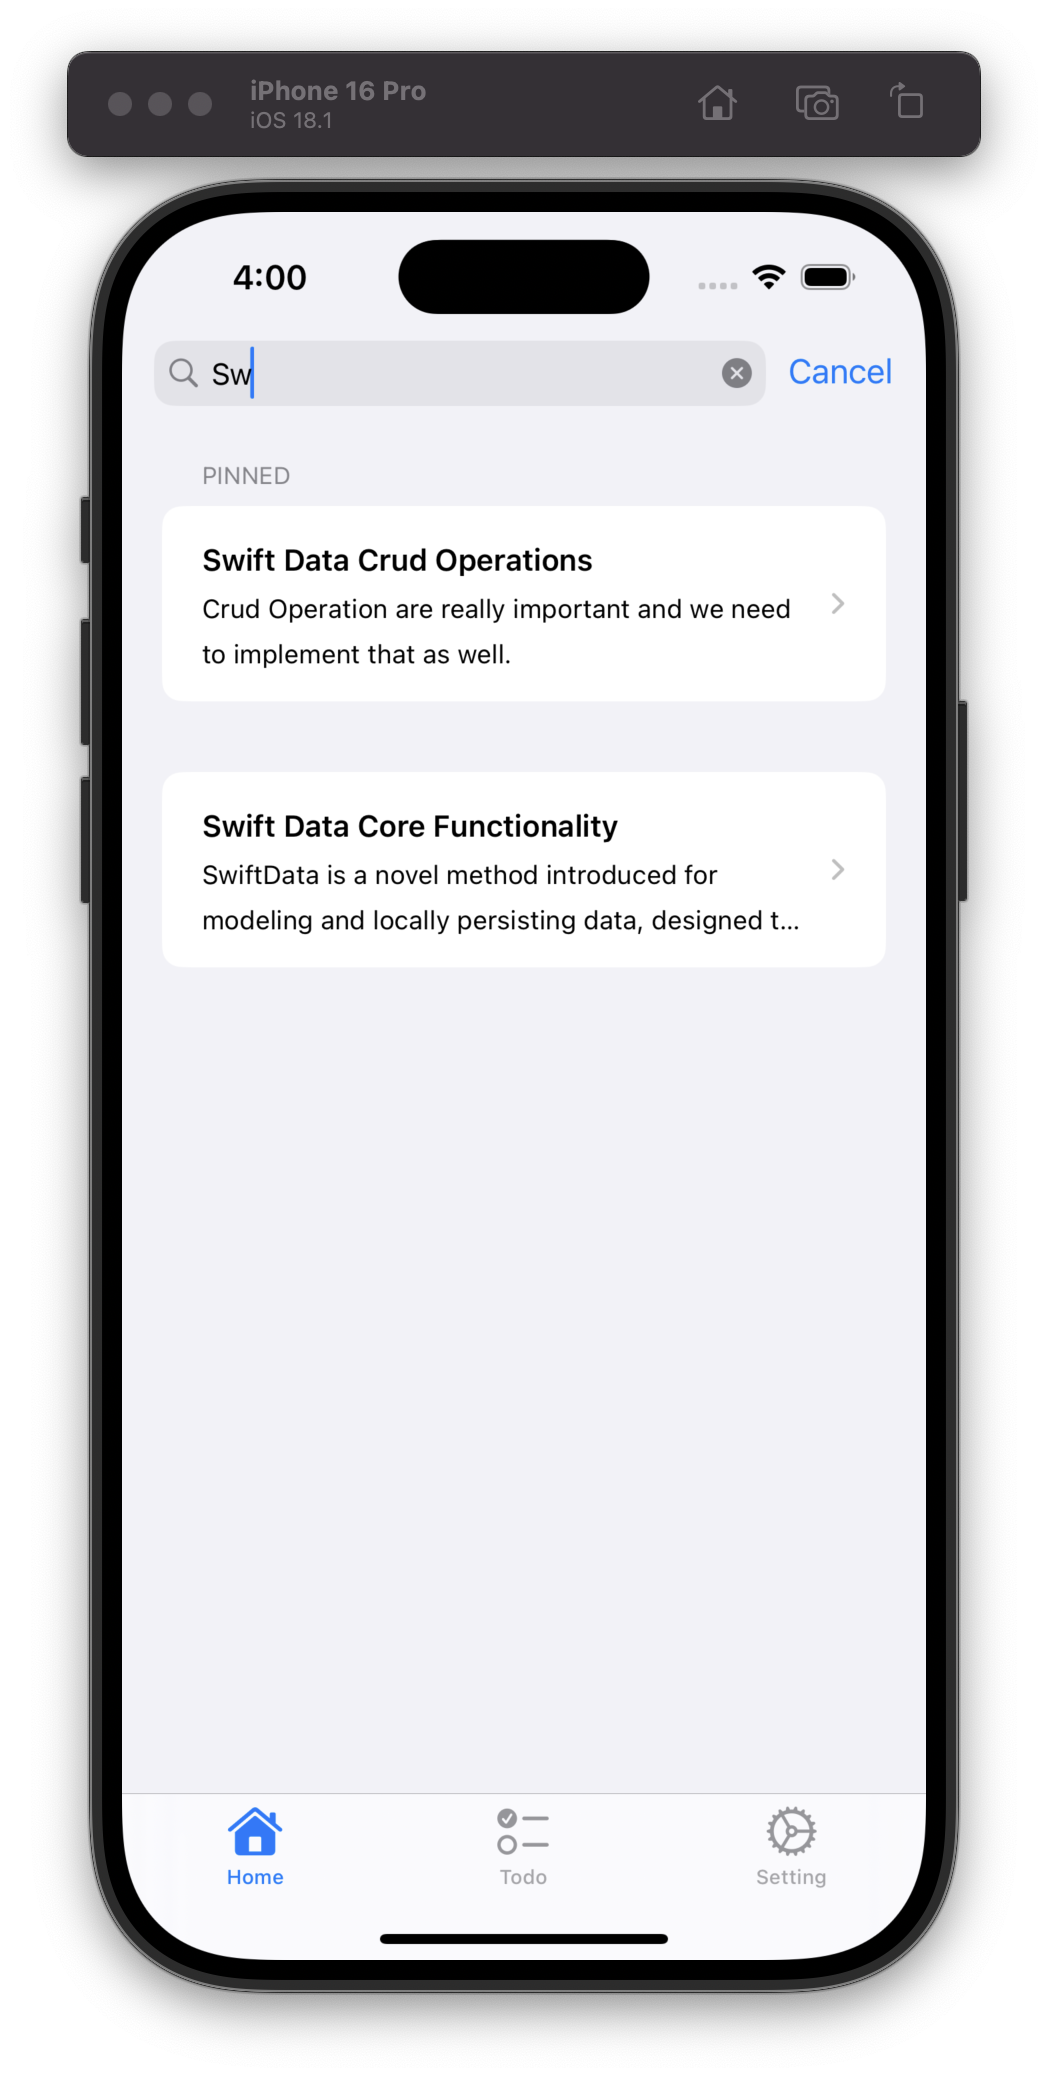 iPhone 16 Pro
iOS 18.1
4:00
Sw
Cancel
PINNED
Swift Data Crud Operations
Crud Operation are really important and we need
to implement that as well.
Swift Data Core Functionality
SwiftData is a novel method introduced for
modeling and locally persisting data, designed t...
Home
Todo
Setting